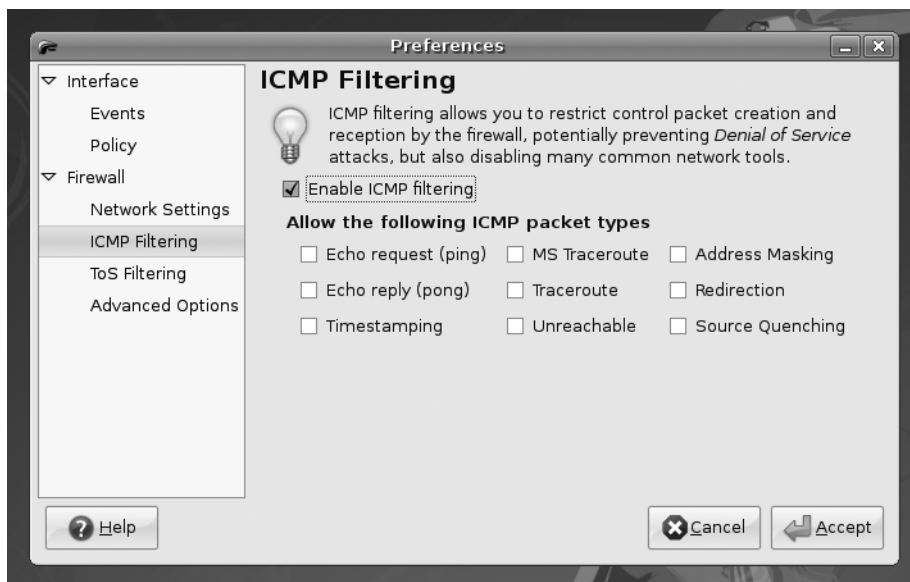 Preferences
Interface
Events
Policy
Firewall
Network Settings
ICMP Filtering
ToS Filtering
Advanced Options
ICMP Filtering
ICMP filtering allows you to restrict control packet creation and
reception by the firewall, potentially preventing Denial of Service
attacks, but also disabling many common network tools.
Enable ICMP filtering
Allow the following ICMP packet types
Echo request (ping) MS Traceroute Address Masking
Echo reply (pong) Traceroute Redirection
Timestamping Unreachable Source Quenching
Help Cancel Accept